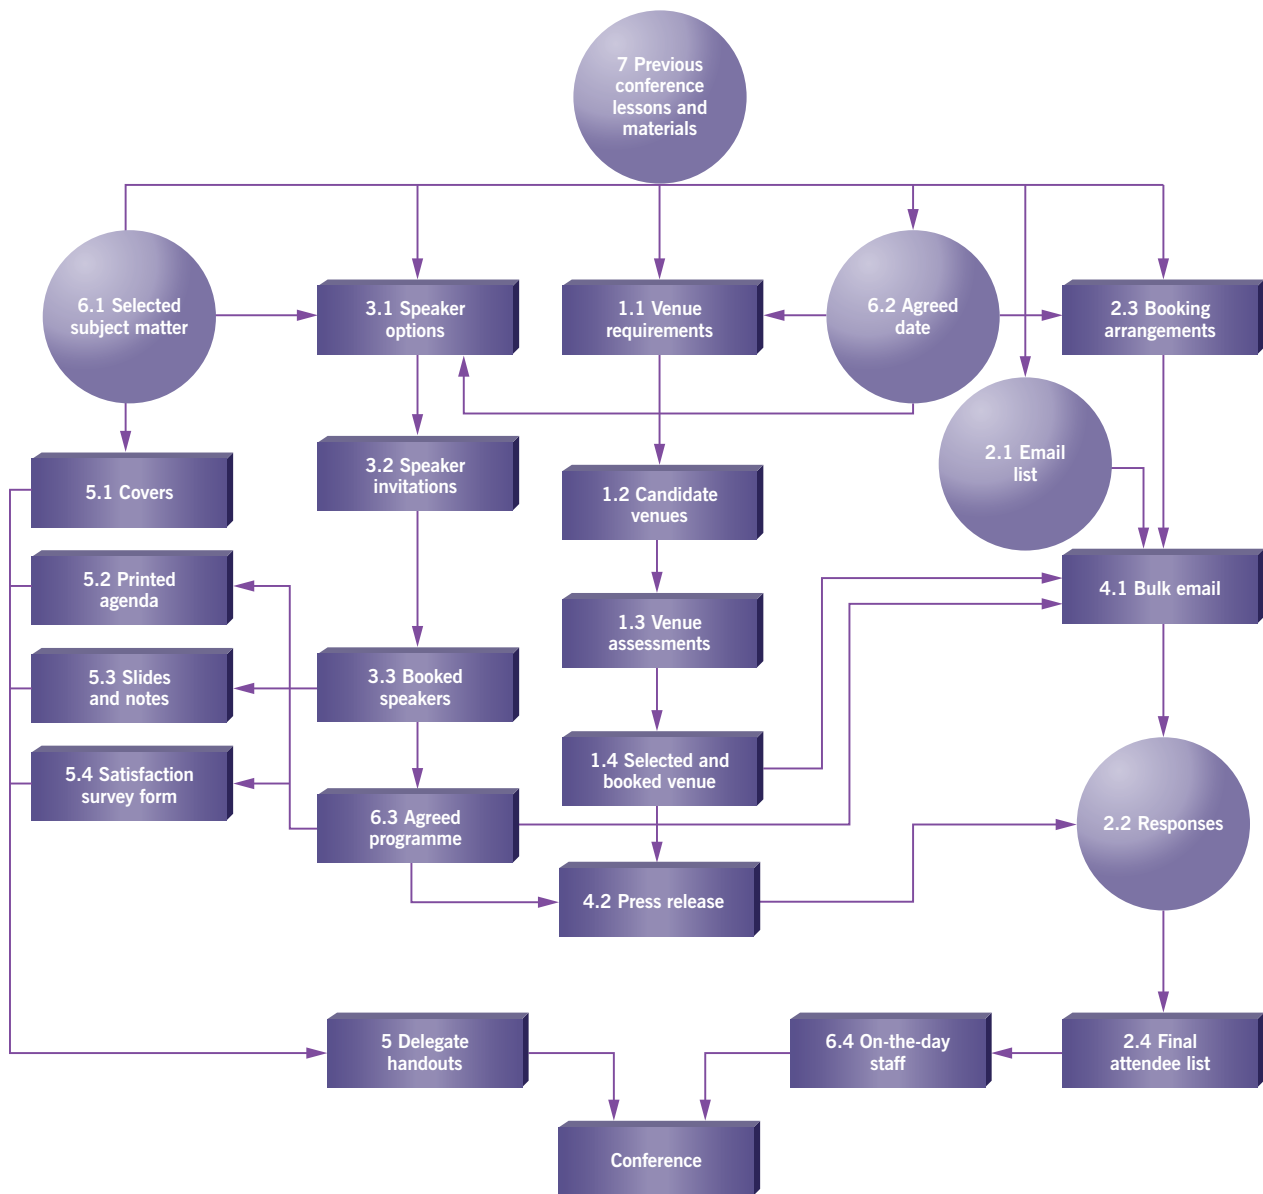 7 Previous
conference
lessons and
materials
6.1 Selected
subject matter
3.1 Speaker
options
1.1 Venue
requirements
6.2 Agreed
date
2.3 Booking
arrangements
2.1 Email
list
5.1 Covers
3.2 Speaker
invitations
1.2 Candidate
venues
5.2 Printed
agenda
4.1 Bulk email
1.3 Venue
assessments
5.3 Slides
and notes
3.3 Booked
speakers
5.4 Satisfaction
survey form
1.4 Selected and
booked venue
6.3 Agreed
programme
2.2 Responses
4.2 Press release
5 Delegate
handouts
6.4 On-the-day
staff
2.4 Final
attendee list
Conference